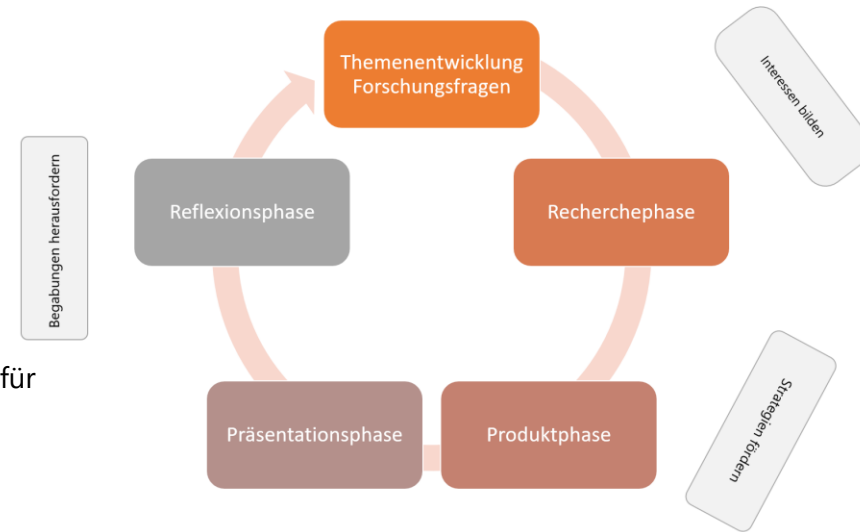 Themenentwicklung
Forschungsfragen
Interessen bilden
Recherchephase
Strategien fördern
Produktphase
Präsentationsphase
für
Reflexionsphase
Begabungen herausfordern